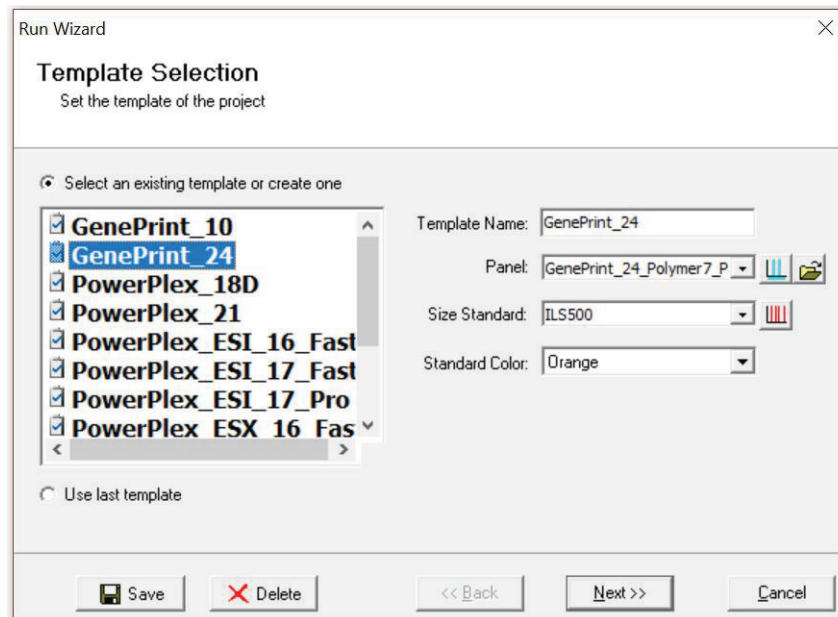 Run Wizard
Template Selection
Set the template of the project
Select an existing template or create one
GenePrint_10
GenePrint_24
PowerPlex_18D
PowerPlex_21
PowerPlex_ESI_16_Fast
PowerPlex_ESI_17_Fast
PowerPlex_ESI_17_Pro
PowerPlex_ESX_16_Fas
Template Name: GenePrint_24
Panel: GenePrint_24_Polymer7_P
Size Standard: ILS500
Standard Color: Orange
Use last template
Save Delete << Back Next >> Cancel